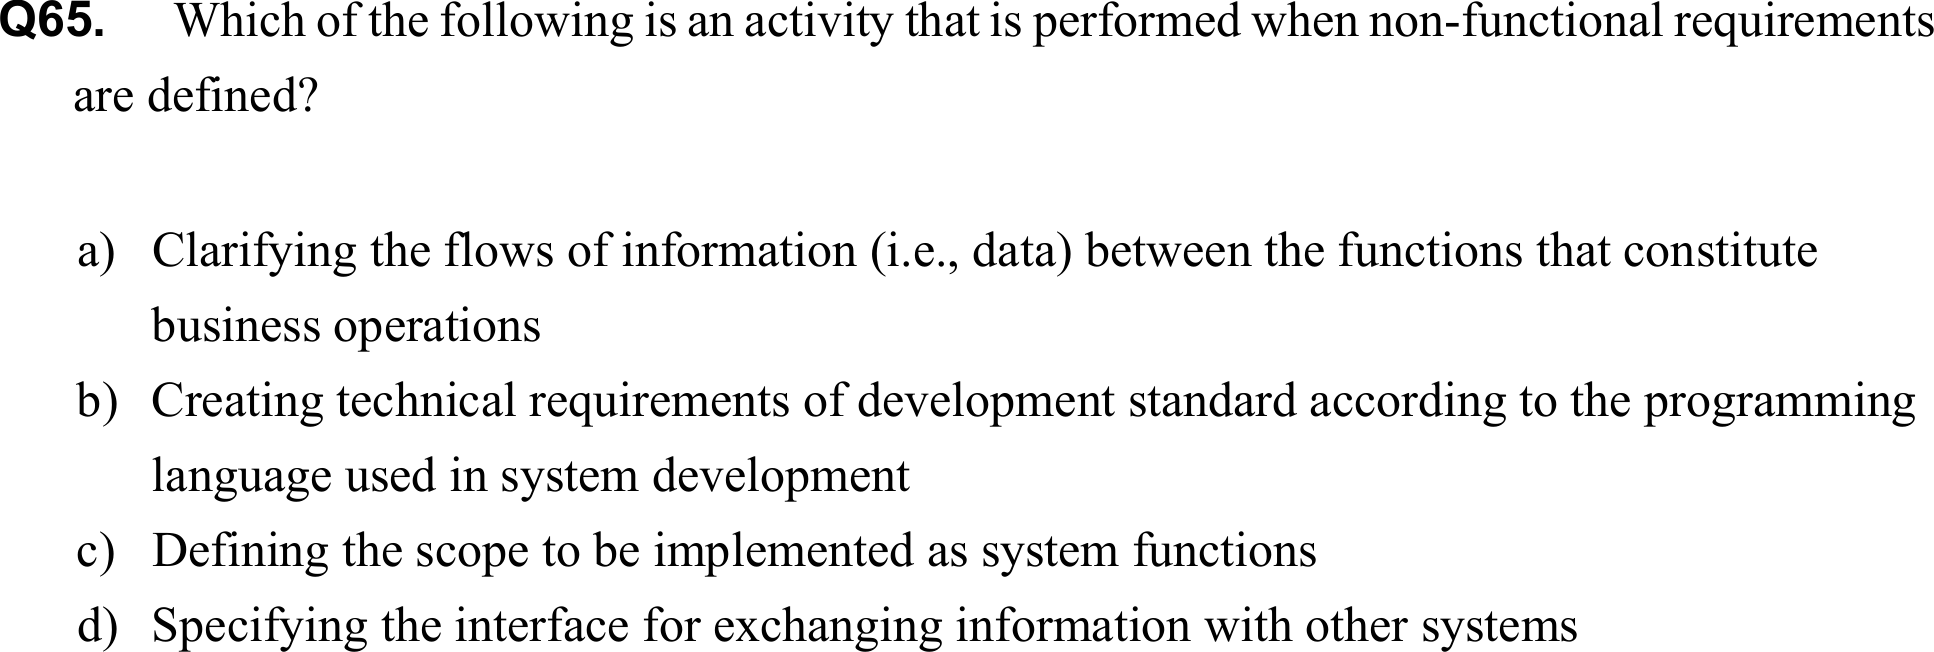 Q65. Which of the following is an activity that is performed when non-functional requirements
are defined?
a) Clarifying the flows of information (i.e., data) between the functions that constitute
business operations
b) Creating technical requirements of development standard according to the programming
language used in system development
c) Defining the scope to be implemented as system functions
d) Specifying the interface for exchanging information with other systems